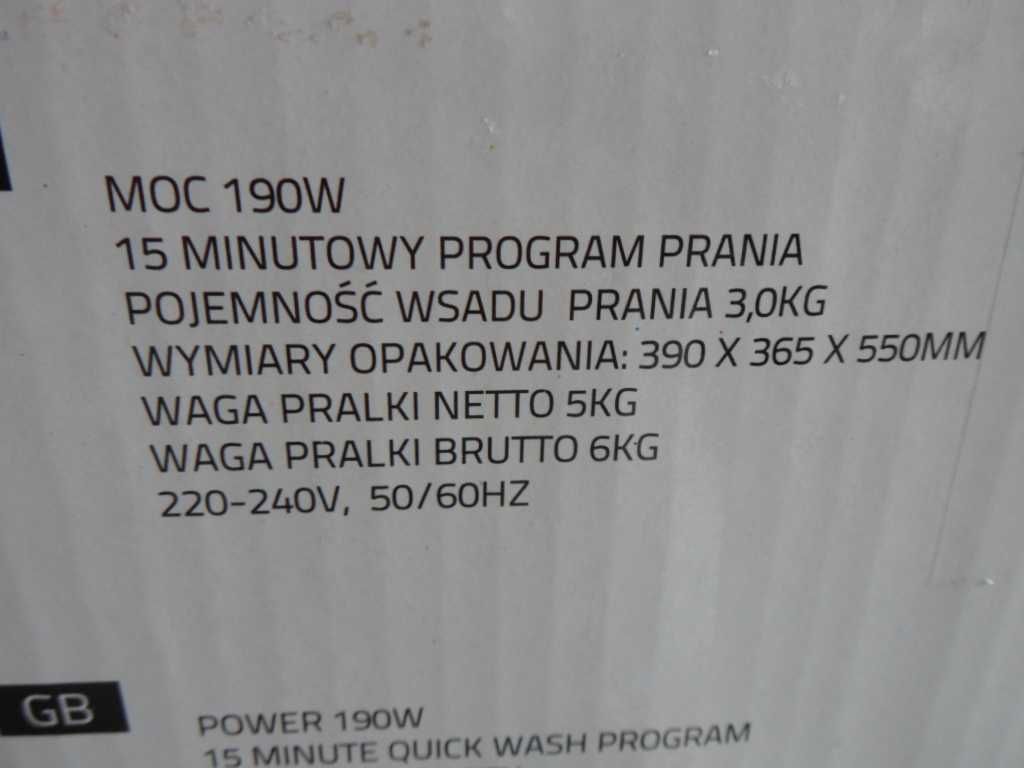 MOC 190W
15 MINUTOWY PROGRAM PRANIA
POJEMNOŚĆ WSADU PRANIA 3,0KG
WYMIARY OPAKOWANIA: 390 X 365 X 550MM
WAGA PRALKI NETTO 5KG
WAGA PRALKI BRUTTO 6KG
220-240V, 50/60HZ
GB
POWER 190W
15 MINUTE QUICK WASH PROGRAM